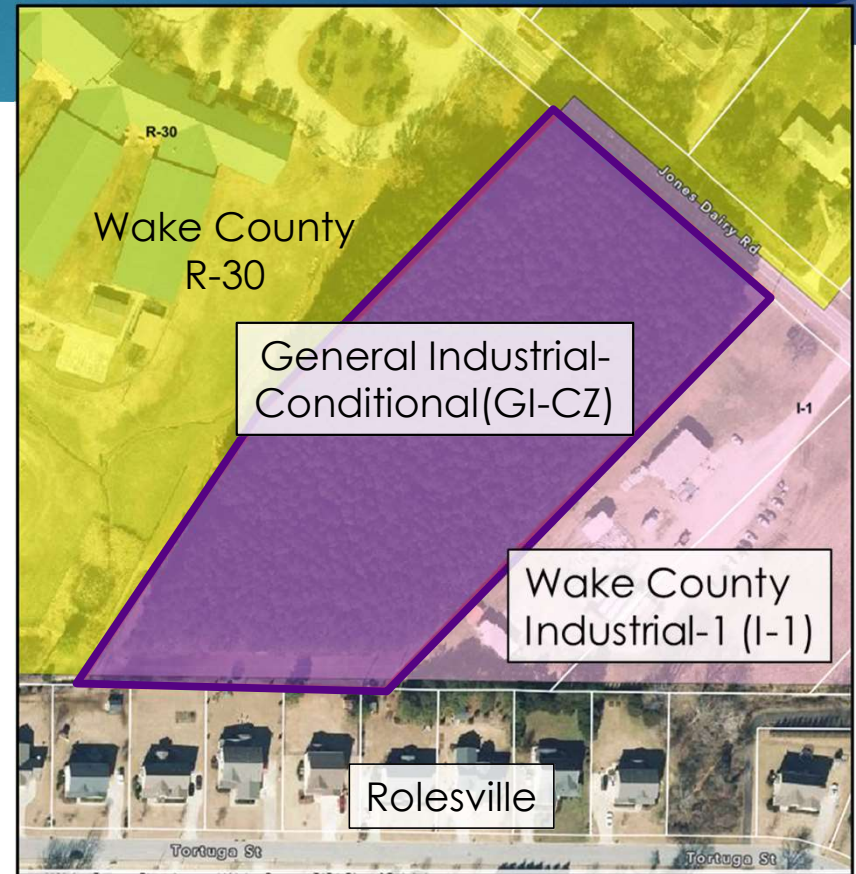 R-30
Jones Dairy Rd
Wake County
R-30
General Industrial-
Conditional(GI-CZ)
I-1
Wake County
Industrial-1 (I-1)
Rolesville
Tortuga St
Tortuga St